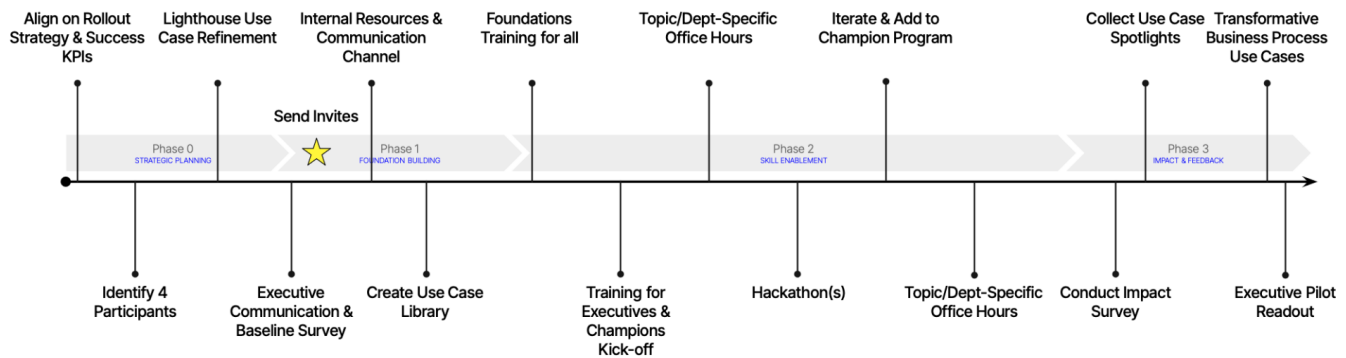 Align on Rollout
Strategy & Success
KPIs
Lighthouse Use
Case Refinement
Internal Resources &
Communication
Channel
Foundations
Training for all
Topic/Dept-Specific
Office Hours
Iterate & Add to
Champion Program
Collect Use Case
Spotlights
Transformative
Business Process
Use Cases
Send Invites
Phase 0
STRATEGIC PLANNING
Phase 1
FOUNDATION BUILDING
Phase 2
SKILL ENABLEMENT
Phase 3
IMPACT & FEEDBACK
Identify 4
Participants
Executive
Communication &
Baseline Survey
Create Use Case
Library
Training for
Executives &
Champions
Kick-off
Hackathon(s)
Topic/Dept-Specific
Office Hours
Conduct Impact
Survey
Executive Pilot
Readout